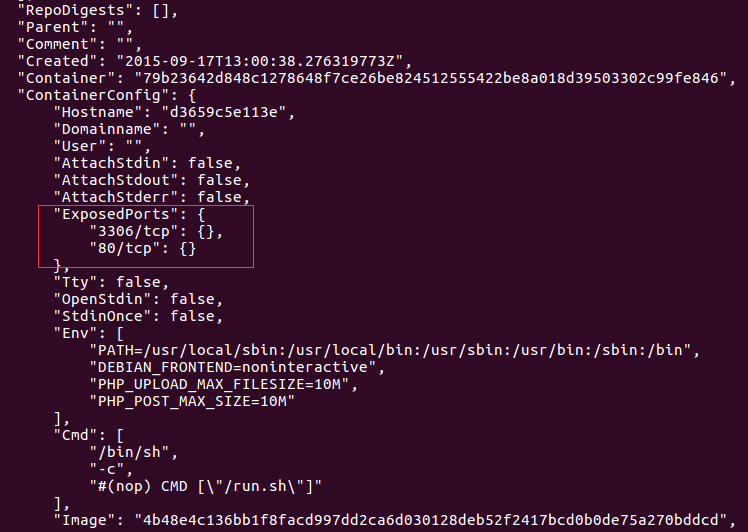 "RepoDigests": [],
"Parent": "",
"Comment": "",
"Created": "2015-09-17T13:00:38.276319773Z",
"Container": "79b23642d848c1278648f7ce26be824512555422be8a018d39503302c99fe846",
"ContainerConfig": {
"Hostname": "d3659c5e113e",
"Domainname": "",
"User": "",
"AttachStdin": false,
"AttachStdout": false,
"AttachStderr": false,
"ExposedPorts": {
"3306/tcp": {},
"80/tcp": {}
},
"Tty": false,
"OpenStdin": false,
"StdinOnce": false,
"Env": [
"PATH=/usr/local/sbin:/usr/local/bin:/usr/sbin:/usr/bin:/sbin:/bin",
"DEBIAN_FRONTEND=noninteractive",
"PHP_UPLOAD_MAX_FILESIZE=10M",
"PHP_POST_MAX_SIZE=10M"
],
"Cmd": [
"/bin/sh",
"-c",
"#(nop) CMD [\"/run.sh\"]"
],
"Image": "4b48e4c136bb1f8facd997dd2ca6d030128deb52f2417bcd0b0de75a270bddcd",